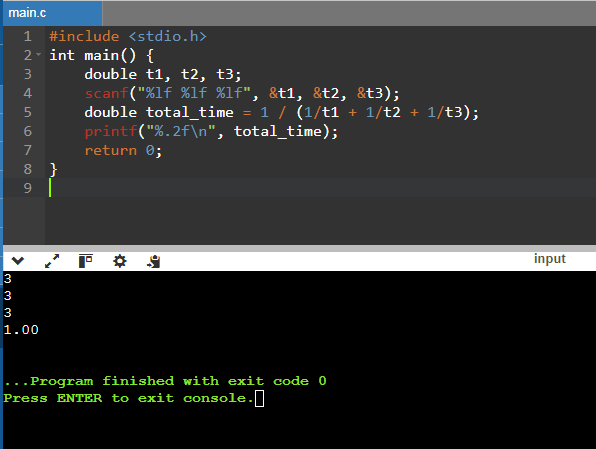 main.c
1 #include <stdio.h>
2 int main() {
3 double t1, t2, t3;
4 scanf("%lf %lf %lf", &t1, &t2, &t3);
5 double total_time = 1 / (1/t1 + 1/t2 + 1/t3);
6 printf("%.2f\n", total_time);
7 return 0;
8 }
9
input
3
3
3
1.00
...Program finished with exit code 0
Press ENTER to exit console.